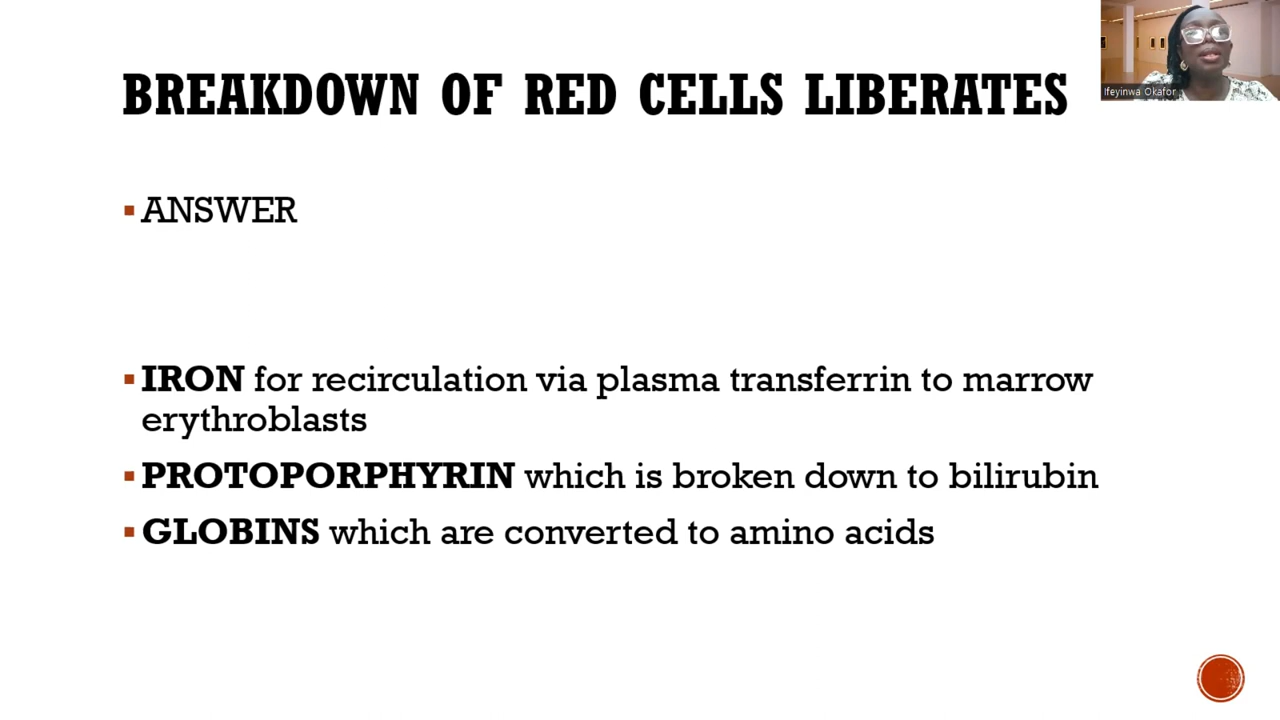 BREAKDOWN OF RED CELLS LIBERATES
Ifeyinwa Okafor
ANSWER
IRON for recirculation via plasma transferrin to marrow
erythroblasts
PROTOPORPHYRIN which is broken down to bilirubin
GLOBINS which are converted to amino acids